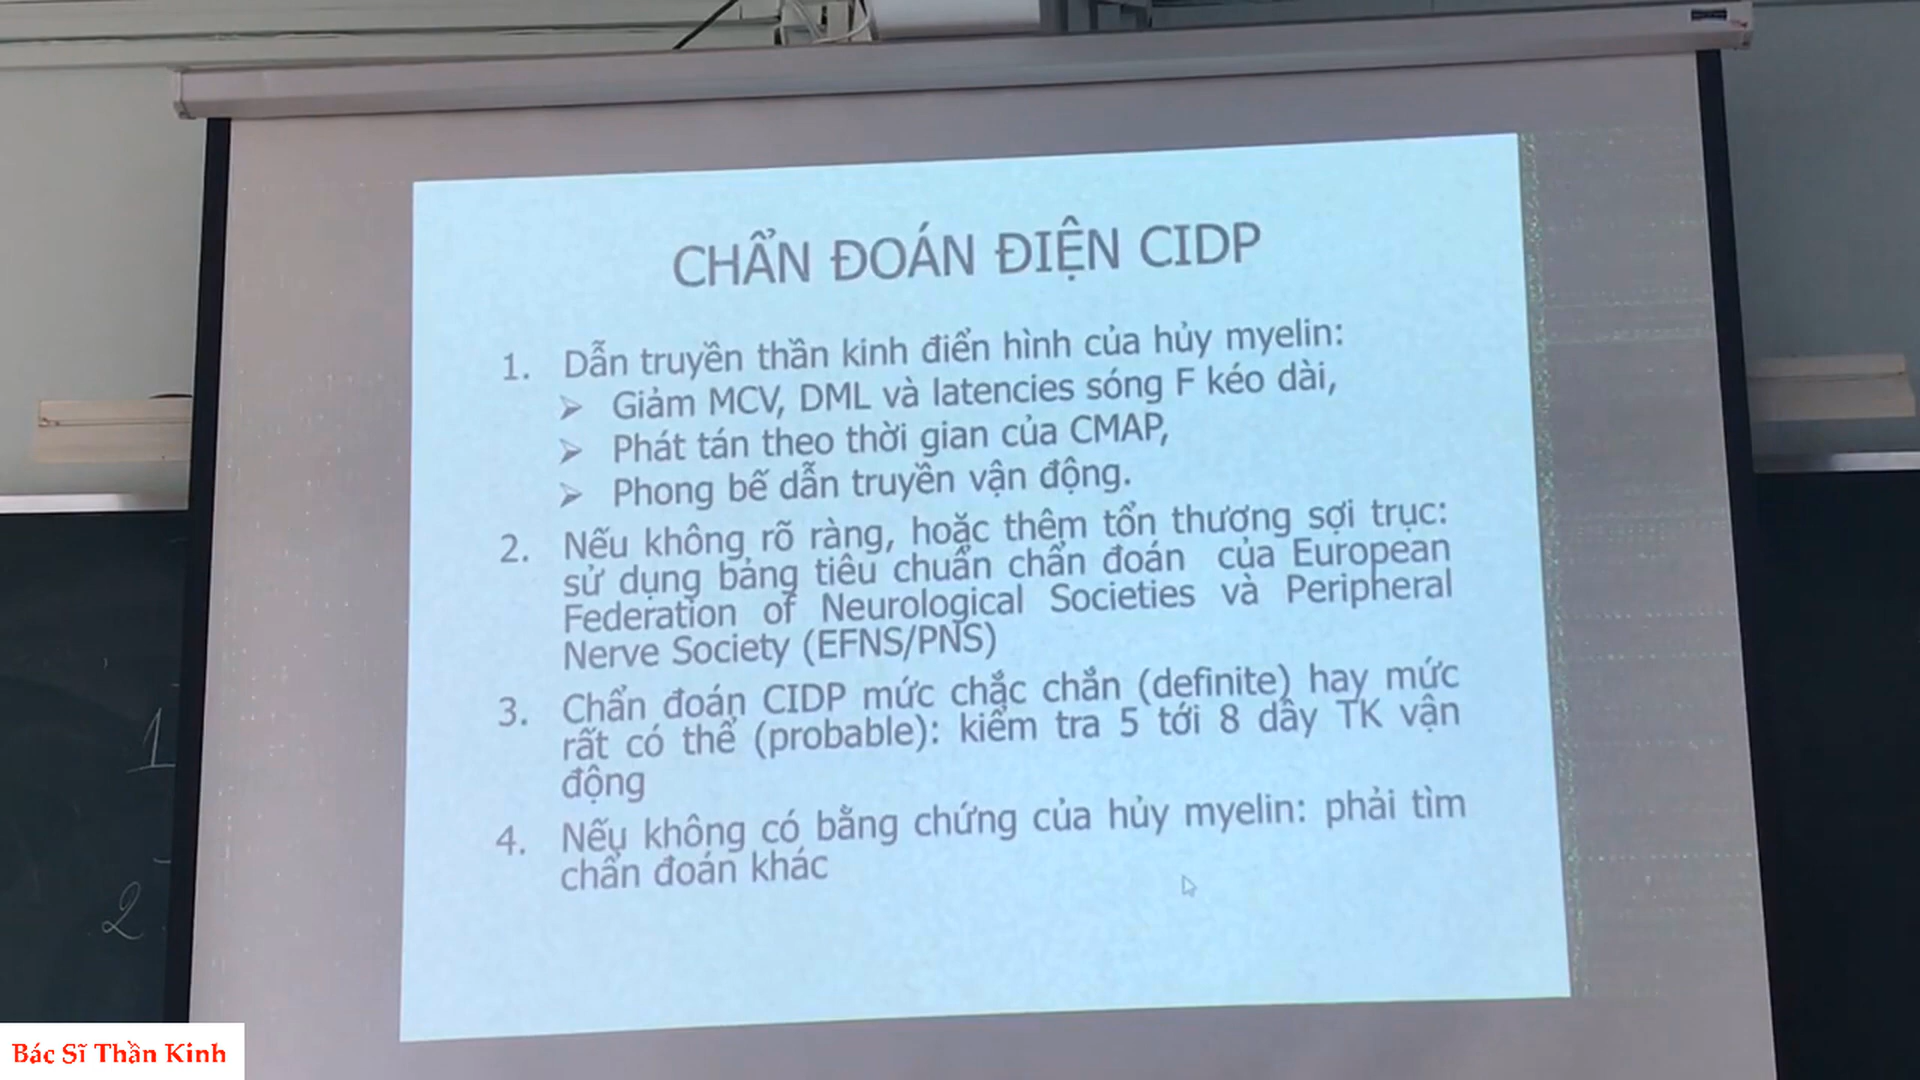 CHẨN ĐOÁN ĐIỆN CIDP
1. Dẫn truyền thần kinh điển hình của hủy myelin:
➢ Giảm MCV, DML và latencies sóng F kéo dài,
➢ Phát tán theo thời gian của CMAP,
➢ Phong bế dẫn truyền vận động.
2. Nếu không rõ ràng, hoặc thêm tổn thương sợi trục:
sử dụng bảng tiêu chuẩn chẩn đoán của European
Federation of Neurological Societies và Peripheral
Nerve Society (EFNS/PNS)
3. Chẩn đoán CIDP mức chắc chắn (definite) hay mức
rất có thể (probable): kiểm tra 5 tới 8 dây TK vận
động
4. Nếu không có bằng chứng của hủy myelin: phải tìm
chẩn đoán khác
1
2
Bác Sĩ Thần Kinh